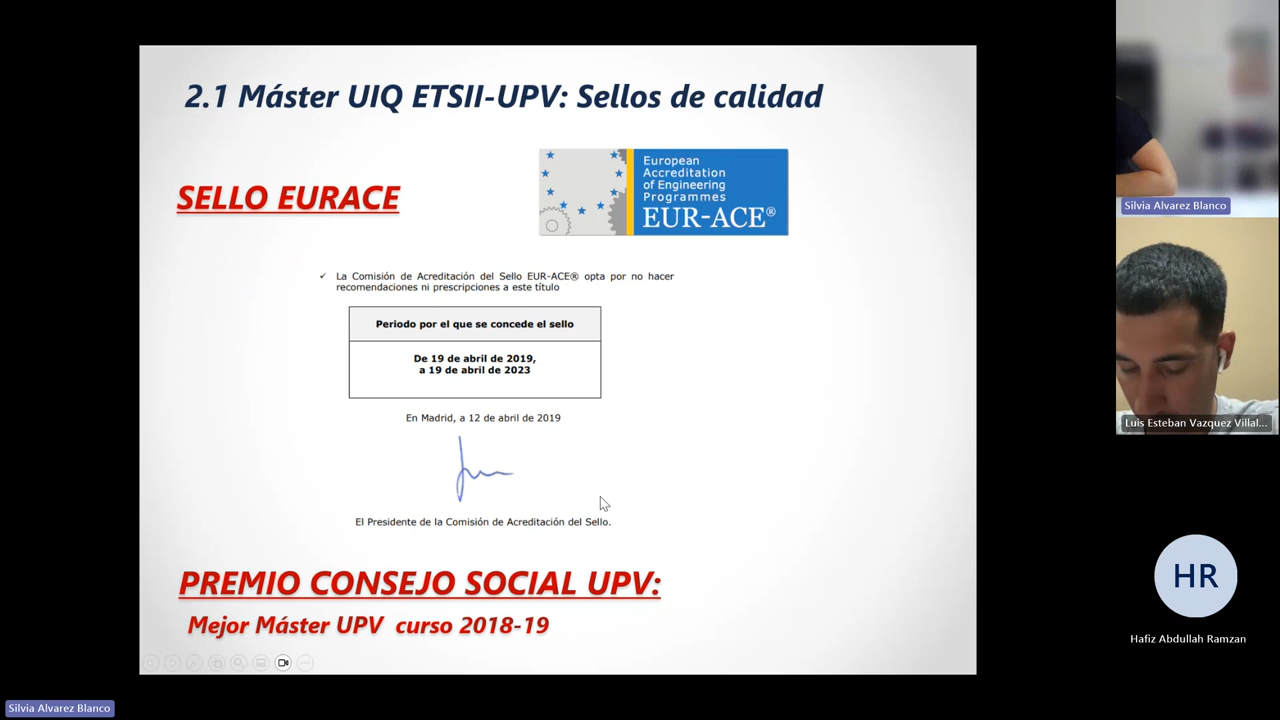 2.1 Máster UIQ ETSII-UPV: Sellos de calidad
SELLO EURACE
European
Accreditation
of Engineering
Programmes
EUR-ACE®
✓ La Comisión de Acreditación del Sello EUR-ACE® opta por no hacer
recomendaciones ni prescripciones a este título
Periodo por el que se concede el sello
De 19 de abril de 2019,
a 19 de abril de 2023
En Madrid, a 12 de abril de 2019
El Presidente de la Comisión de Acreditación del Sello.
PREMIO CONSEJO SOCIAL UPV:
Mejor Máster UPV curso 2018-19
Silvia Alvarez Blanco
Luis Esteban Vazquez Villal...
HR
Hafiz Abdullah Ramzan
Silvia Alvarez Blanco